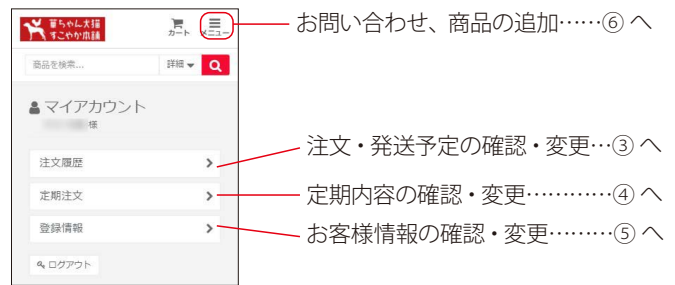 夢ちゃん犬猫
すこやか本舗
カート
メニュー
お問い合わせ、商品の追加……⑥ へ
商品を検索...
詳細
マイアカウント
様
注文・発送予定の確認・変更…③ へ
注文履歴
定期内容の確認・変更…………④ へ
定期注文
お客様情報の確認・変更………⑤ へ
登録情報
ログアウト